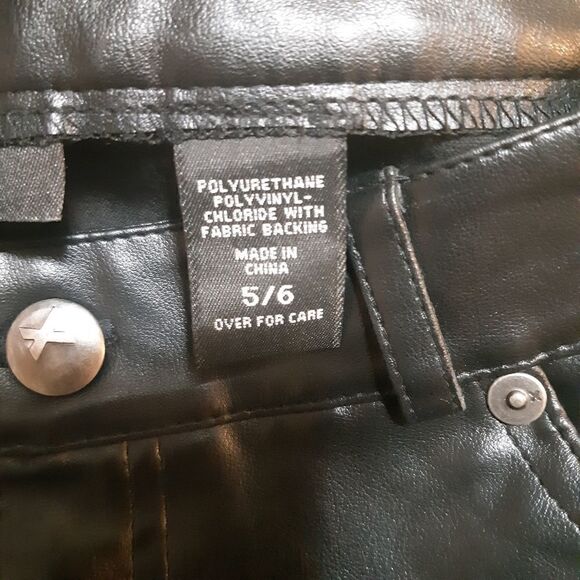 POLYURETHANE
POLYVINYL-
CHLORIDE WITH
FABRIC BACKING
MADE IN
CHINA
5/6
OVER FOR CARE